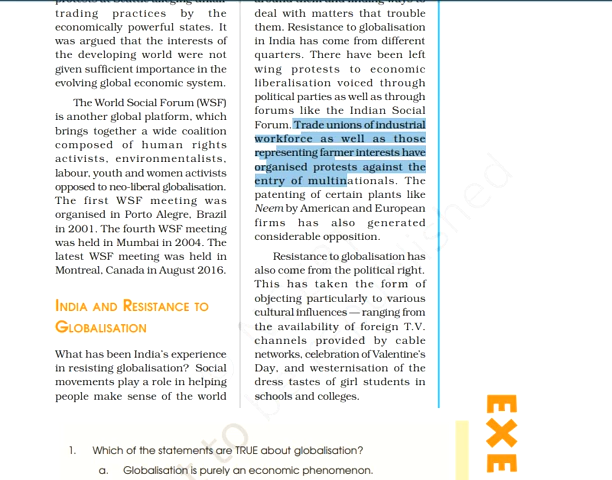 protests at Seattle alleging unfair
trading practices by the
economically powerful states. It
was argued that the interests of
the developing world were not
given sufficient importance in the
evolving global economic system.
The World Social Forum (WSF)
is another global platform, which
brings together a wide coalition
composed of human rights
activists, environmentalists,
labour, youth and women activists
opposed to neo-liberal globalisation.
The first WSF meeting was
organised in Porto Alegre, Brazil
in 2001. The fourth WSF meeting
was held in Mumbai in 2004. The
latest WSF meeting was held in
Montreal, Canada in August 2016.
INDIA AND RESISTANCE TO
GLOBALISATION
What has been India's experience
in resisting globalisation? Social
movements play a role in helping
people make sense of the world
around them and finding ways to
deal with matters that trouble
them. Resistance to globalisation
in India has come from different
quarters. There have been left
wing protests to economic
liberalisation voiced through
political parties as well as through
forums like the Indian Social
Forum. Trade unions of industrial
workforce as well as those
representing farmer interests have
organised protests against the
entry of multinationals. The
patenting of certain plants like
Neem by American and European
firms has also generated
considerable opposition.
Resistance to globalisation has
also come from the political right.
This has taken the form of
objecting particularly to various
cultural influences — ranging from
the availability of foreign T.V.
channels provided by cable
networks, celebration of Valentine's
Day, and westernisation of the
dress tastes of girl students in
schools and colleges.
EXE
1. Which of the statements are TRUE about globalisation?
a. Globalisation is purely an economic phenomenon.